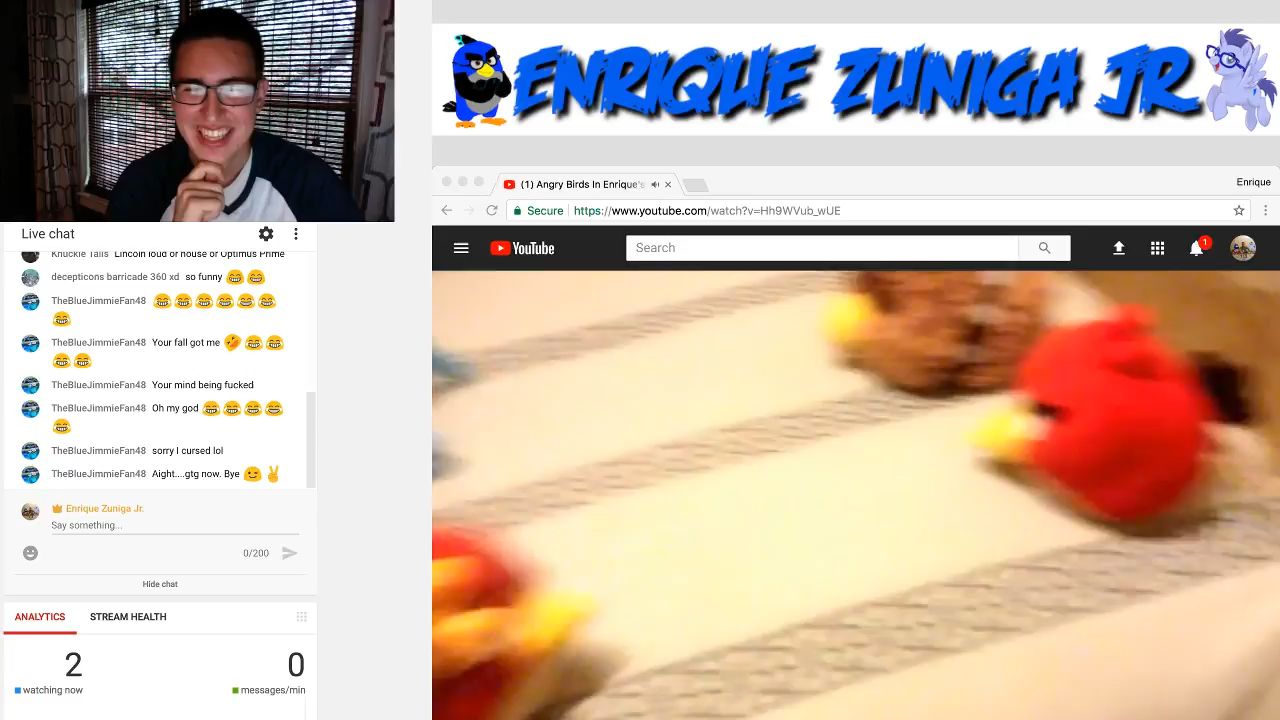 ENRIQUE ZUNIGA JR
(1) Angry Birds In Enrique's
Enrique
Secure https://www.youtube.com/watch?v=Hh9WVub_wUE
YouTube
Search
1
Live chat
Knuckle Tails Lincoln loud or house or Optimus Prime
decepticons barricade 360 xd so funny 😂😂
TheBlueJimmieFan48 😂😂😂😂😂😂
😂
TheBlueJimmieFan48 Your fall got me 🤣😂😂
😂😂
TheBlueJimmieFan48 Your mind being fucked
TheBlueJimmieFan48 Oh my god 😂😂😂😂
😂
TheBlueJimmieFan48 sorry I cursed lol
TheBlueJimmieFan48 Aight....gtg now. Bye 😉✌
Enrique Zuniga Jr.
Say something...
0/200
Hide chat
ANALYTICS STREAM HEALTH
2 0
watching now messages/min